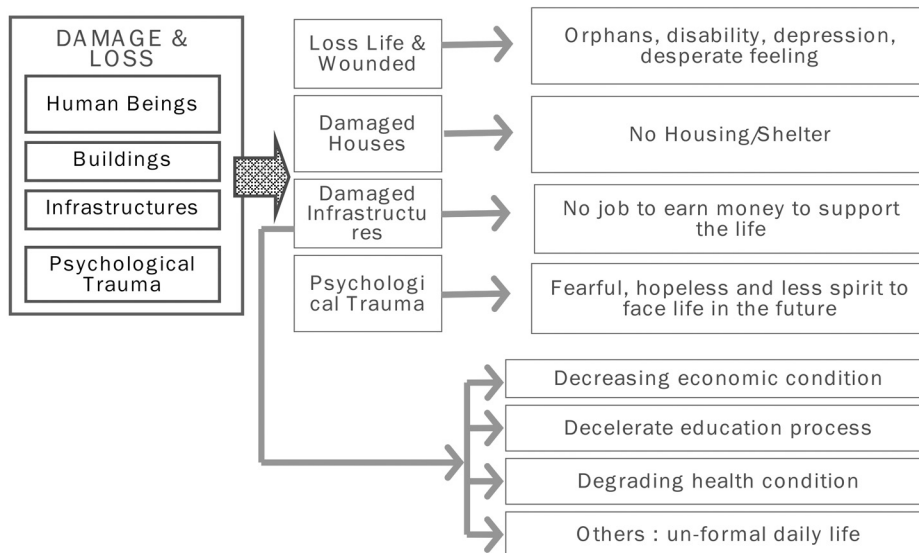 DAMAGE &
LOSS
Human Beings
Buildings
Infrastructures
Psychological
Trauma
Loss Life &
Wounded
Orphans, disability, depression,
desperate feeling
Damaged
Houses
No Housing/Shelter
Damaged
Infrastructu
res
No job to earn money to support
the life
Psychologi
cal Trauma
Fearful, hopeless and less spirit to
face life in the future
Decreasing economic condition
Decelerate education process
Degrading health condition
Others : un-formal daily life